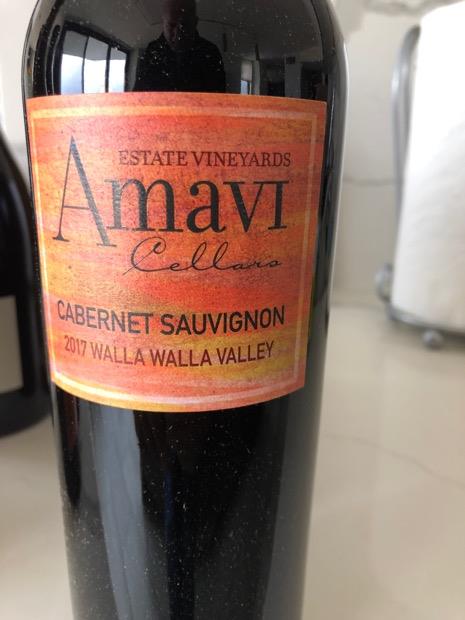 ESTATE VINEYARDS
Amavi
Cellars
CABERNET SAUVIGNON
2017 WALLA WALLA VALLEY